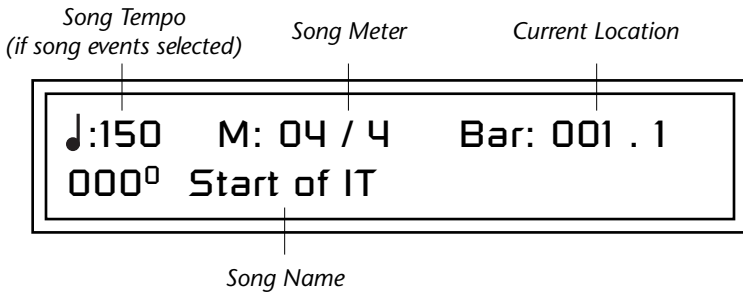 Song Tempo
(if song events selected)
Song Meter
Current Location
♩:150 M: 04 / 4 Bar: 001 . 1
000⁰ Start of IT
Song Name